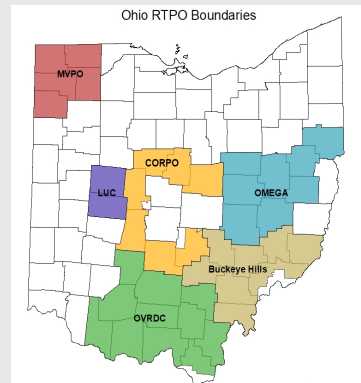 Ohio RTPO Boundaries
MVPO
CORPO
LUC
OMEGA
Buckeye Hills
OVRDC